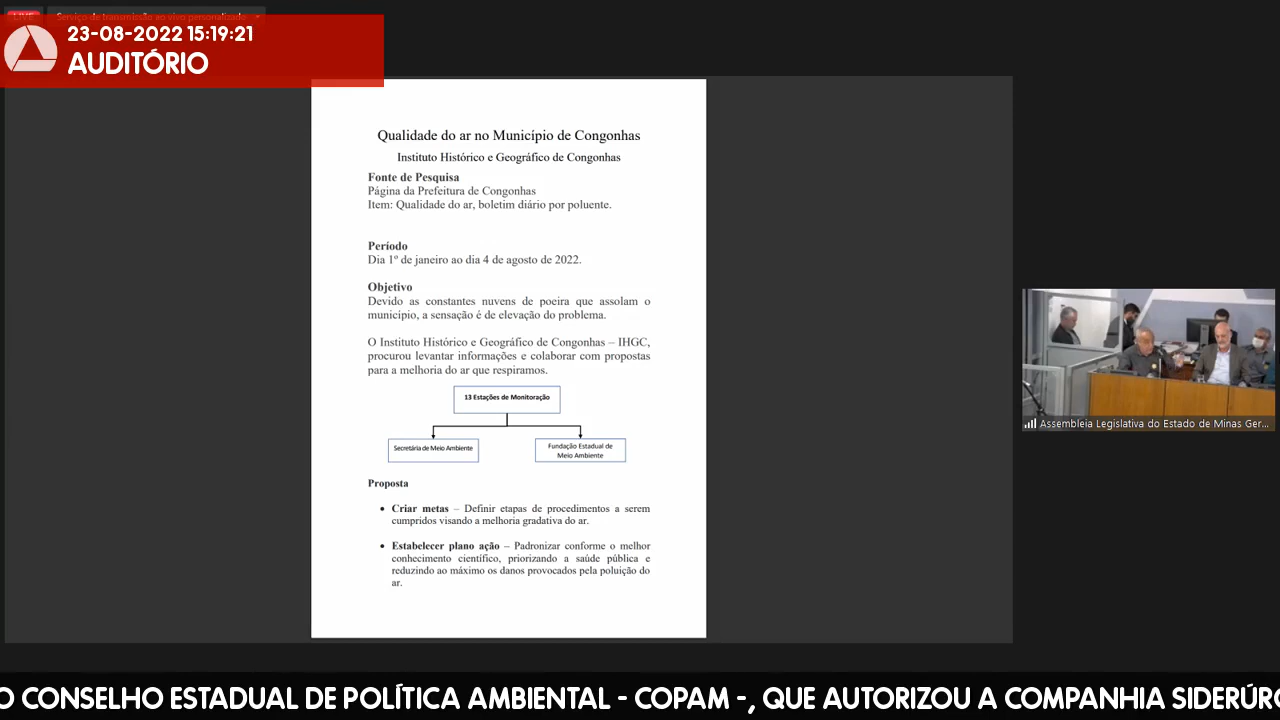 LIVE
Serviço de transmissão ao vivo personalizado
23-08-2022 15:19:21
AUDITÓRIO
Qualidade do ar no Município de Congonhas
Instituto Histórico e Geográfico de Congonhas
Fonte de Pesquisa
Página da Prefeitura de Congonhas
Item: Qualidade do ar, boletim diário por poluente.
Período
Dia 1º de janeiro ao dia 4 de agosto de 2022.
Objetivo
Devido as constantes nuvens de poeira que assolam o
município, a sensação é de elevação do problema.
O Instituto Histórico e Geográfico de Congonhas – IHGC,
procurou levantar informações e colaborar com propostas
para a melhoria do ar que respiramos.
13 Estações de Monitoração
Secretária de Meio Ambiente
Fundação Estadual de
Meio Ambiente
Proposta
• Criar metas – Definir etapas de procedimentos a serem
cumpridos visando a melhoria gradativa do ar.
• Estabelecer plano ação – Padronizar conforme o melhor
conhecimento científico, priorizando a saúde pública e
reduzindo ao máximo os danos provocados pela poluição do
ar.
Assembleia Legislativa do Estado de Minas Ger...
O CONSELHO ESTADUAL DE POLÍTICA AMBIENTAL - COPAM -, QUE AUTORIZOU A COMPANHIA SIDERÚRG